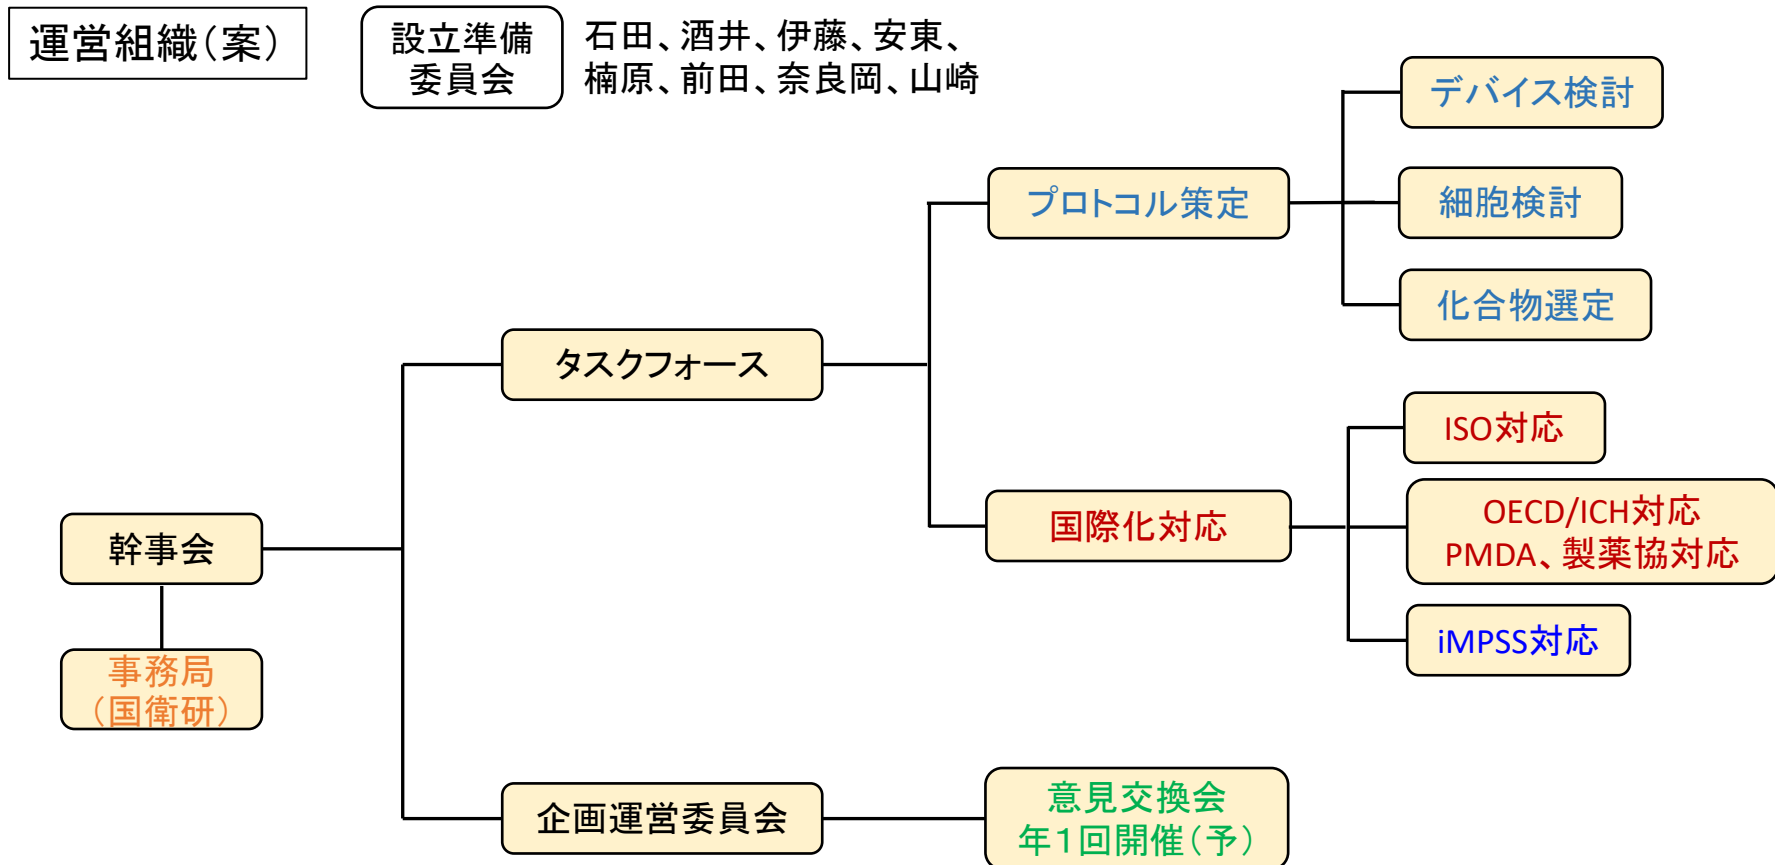 運営組織（案）
設立準備
委員会
石田、酒井、伊藤、安東、
楠原、前田、奈良岡、山崎
デバイス検討
プロトコル策定
細胞検討
化合物選定
タスクフォース
ISO対応
国際化対応
OECD/ICH対応
PMDA、製薬協対応
iMPSS対応
幹事会
事務局
（国衛研）
企画運営委員会
意見交換会
年１回開催（予）